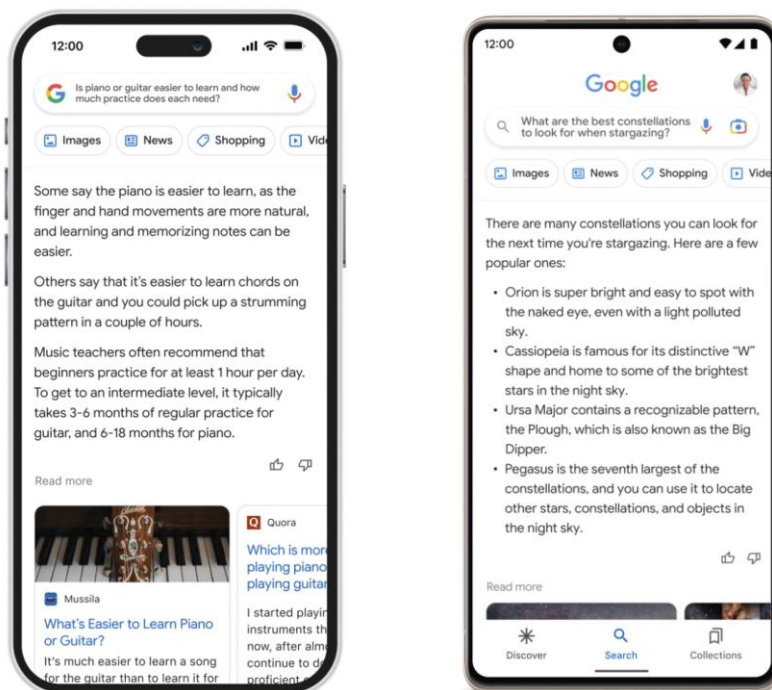 12:00
Is piano or guitar easier to learn and how
much practice does each need?
Images News Shopping Vid
Some say the piano is easier to learn, as the
finger and hand movements are more natural,
and learning and memorizing notes can be
easier.
Others say that it's easier to learn chords on
the guitar and you could pick up a strumming
pattern in a couple of hours.
Music teachers often recommend that
beginners practice for at least 1 hour per day.
To get to an intermediate level, it typically
takes 3-6 months of regular practice for
guitar, and 6-18 months for piano.
Read more
Mussila
What's Easier to Learn Piano
or Guitar?
It's much easier to learn a song
for the guitar than to learn it for
Quora
Which is mor
playing piano
playing guitar
I started playin
instruments th
now, after alm
continue to de
proficient
12:00
Google
What are the best constellations
to look for when stargazing?
Images News Shopping Vide
There are many constellations you can look for
the next time you're stargazing. Here are a few
popular ones:
• Orion is super bright and easy to spot with
the naked eye, even with a light polluted
sky.
• Cassiopeia is famous for its distinctive "W"
shape and home to some of the brightest
stars in the night sky.
• Ursa Major contains a recognizable pattern,
the Plough, which is also known as the Big
Dipper.
• Pegasus is the seventh largest of the
constellations, and you can use it to locate
other stars, constellations, and objects in
the night sky.
Read more
Discover Search Collections